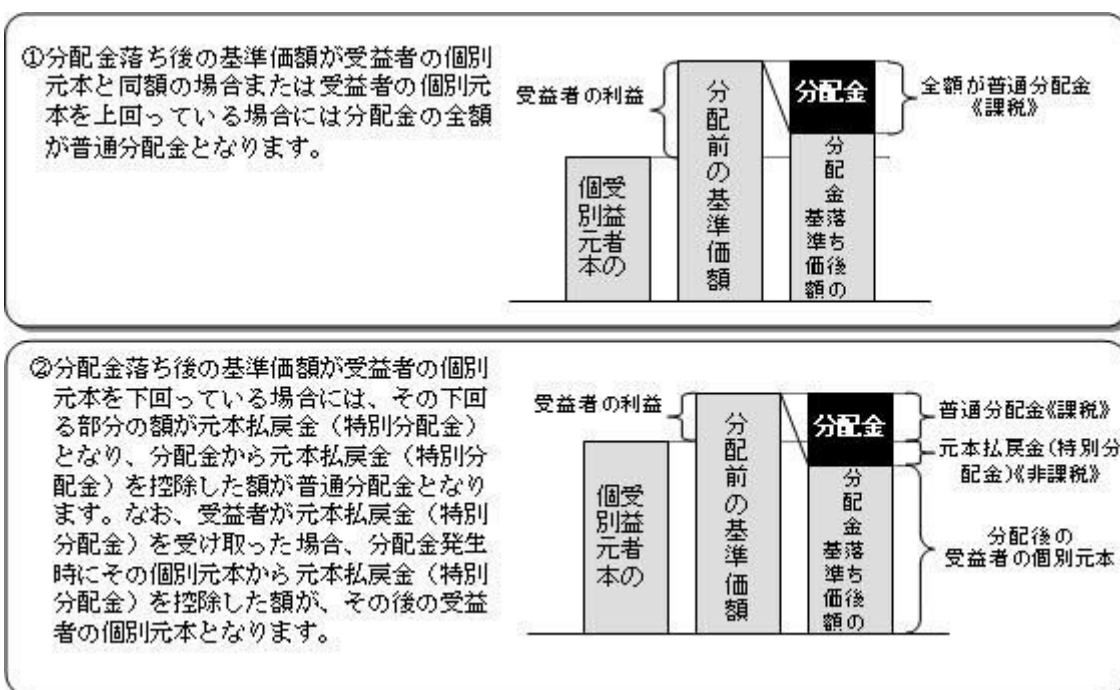 ①分配金落ち後の基準価額が受益者の個別
元本と同額の場合または受益者の個別元
本を上回っている場合には分配金の全額
が普通分配金となります。
受益者の利益
受益者の
個別元本
分配前の基準価額
分配金
分配金落ち後の
基準価額
全額が普通分配金
《課税》
②分配金落ち後の基準価額が受益者の個別
元本を下回っている場合には、その下回
る部分の額が元本払戻金（特別分配金）
となり、分配金から元本払戻金（特別分
配金）を控除した額が普通分配金となり
ます。なお、受益者が元本払戻金（特別
分配金）を受け取った場合、分配金発生
時にその個別元本から元本払戻金（特別
分配金）を控除した額が、その後の受益
者の個別元本となります。
受益者の利益
受益者の
個別元本
分配前の基準価額
分配金
分配金落ち後の
基準価額
普通分配金《課税》
元本払戻金(特別分
配金)《非課税》
分配後の
受益者の個別元本